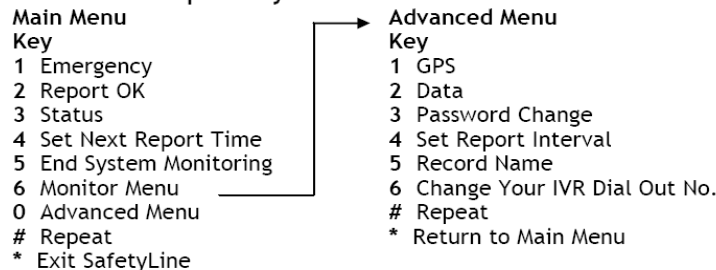 Main Menu
Key
1 Emergency
2 Report OK
3 Status
4 Set Next Report Time
5 End System Monitoring
6 Monitor Menu
0 Advanced Menu
# Repeat
* Exit SafetyLine
Advanced Menu
Key
1 GPS
2 Data
3 Password Change
4 Set Report Interval
5 Record Name
6 Change Your IVR Dial Out No.
# Repeat
* Return to Main Menu